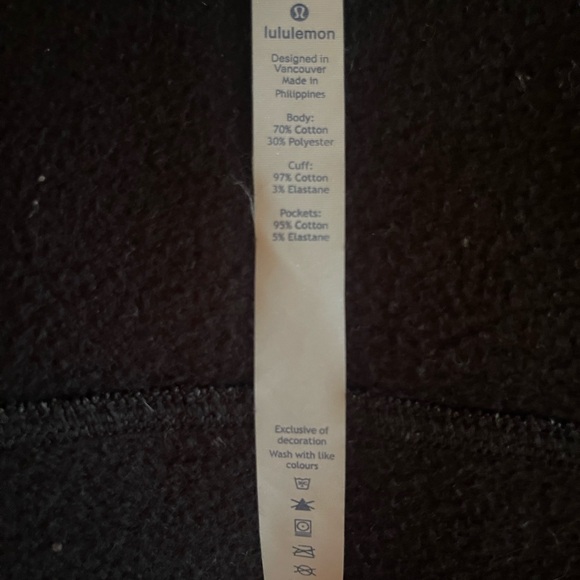 lululemon
Designed in
Vancouver
Made in
Philippines
Body:
70% Cotton
30% Polyester
Cuff:
97% Cotton
3% Elastane
Pockets:
95% Cotton
5% Elastane
Exclusive of
decoration
Wash with like
colours